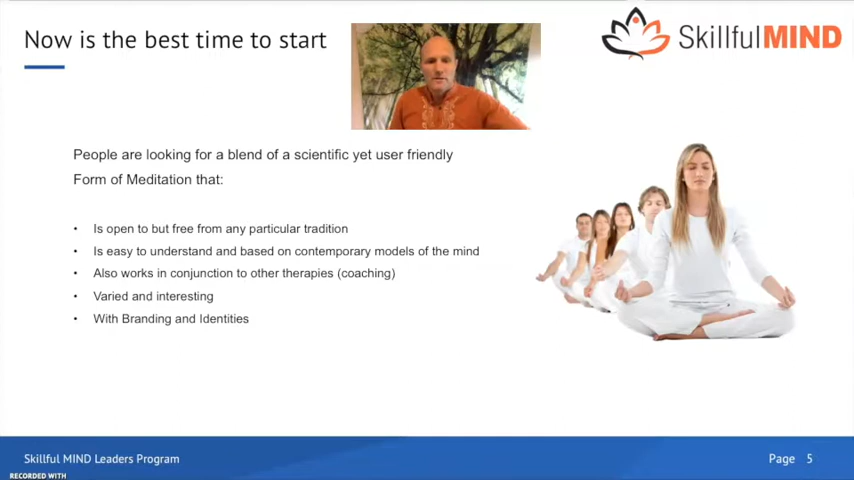 Now is the best time to start
SkillfulMIND
People are looking for a blend of a scientific yet user friendly
Form of Meditation that:
• Is open to but free from any particular tradition
• Is easy to understand and based on contemporary models of the mind
• Also works in conjunction to other therapies (coaching)
• Varied and interesting
• With Branding and Identities
Skillful MIND Leaders Program
Page 5
RECORDED WITH